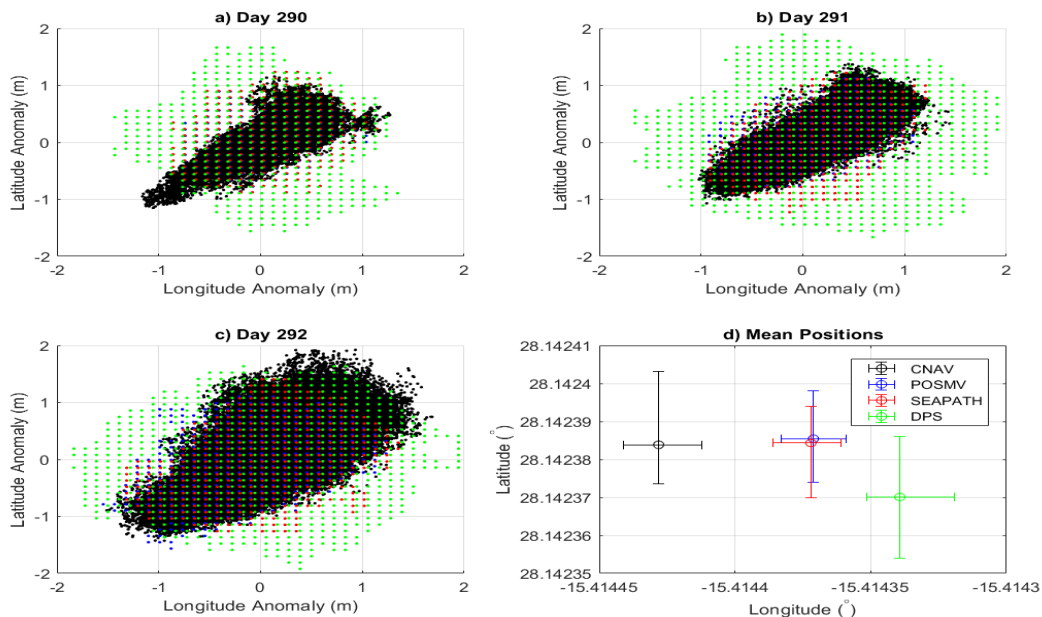 a) Day 290
2
1
0
-1
-2
Latitude Anomaly (m)
-2 -1 0 1 2
Longitude Anomaly (m)
b) Day 291
2
1
0
-1
-2
Latitude Anomaly (m)
-2 -1 0 1 2
Longitude Anomaly (m)
c) Day 292
2
1
0
-1
-2
Latitude Anomaly (m)
-2 -1 0 1 2
Longitude Anomaly (m)
d) Mean Positions
28.14241
28.1424
28.14239
28.14238
28.14237
28.14236
28.14235
Latitude (°)
CNAV
POSMV
SEAPATH
DPS
-15.41445 -15.4144 -15.41435 -15.4143
Longitude (°)